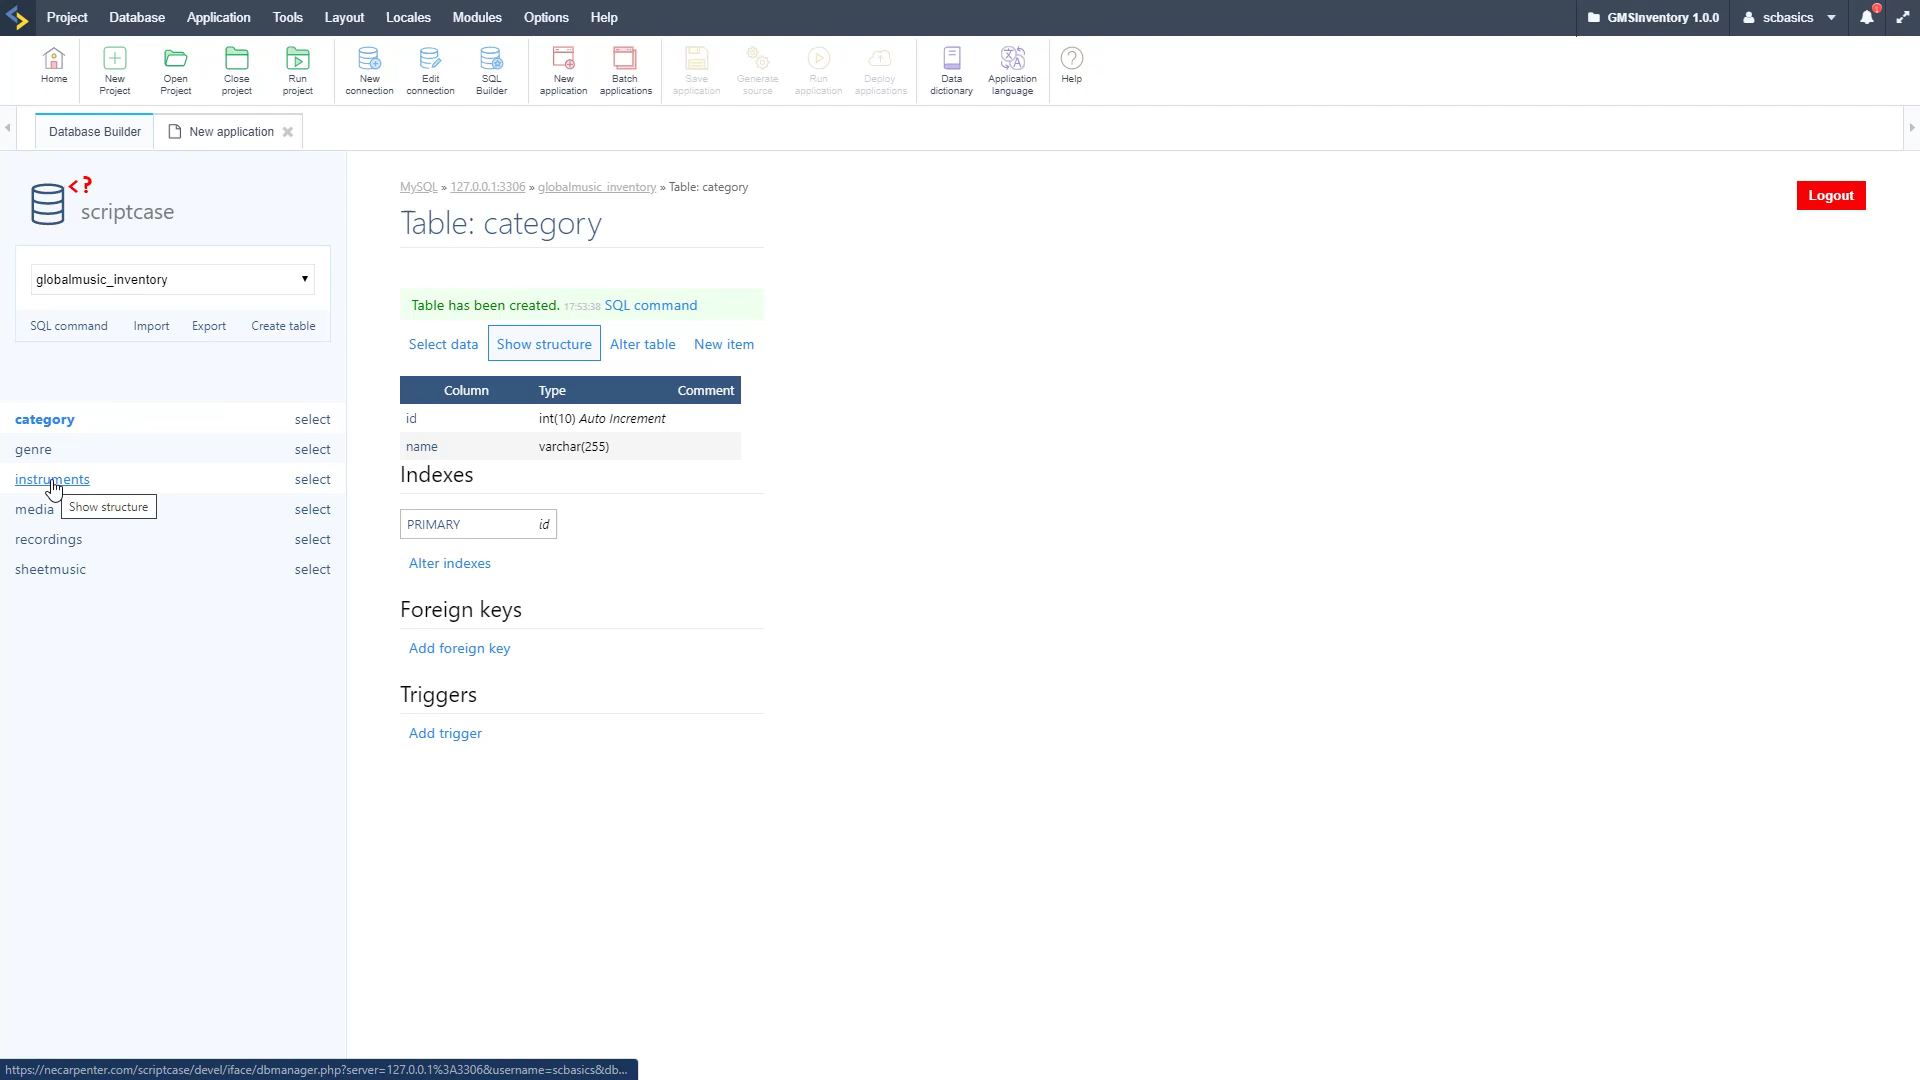 Project Database Application Tools Layout Locales Modules Options Help GMSInventory 1.0.0 scbasics
Home New Project Open Project Close project Run project New connection Edit connection SQL Builder New application Batch applications Save application Generate source Run application Deploy applications Data dictionary Application language Help
Database Builder New application
scriptcase
globalmusic_inventory
SQL command Import Export Create table
category select
genre select
instruments select
Show structure
media select
recordings select
sheetmusic select
MySQL » 127.0.0.1:3306 » globalmusic_inventory » Table: category
Logout
Table: category
Table has been created. 17:53:38 SQL command
Select data Show structure Alter table New item
Column Type Comment
id int(10) Auto Increment
name varchar(255)
Indexes
PRIMARY id
Alter indexes
Foreign keys
Add foreign key
Triggers
Add trigger
https://necarpenter.com/scriptcase/devel/iface/dbmanager.php?server=127.0.0.1%3A3306&username=scbasics&db...